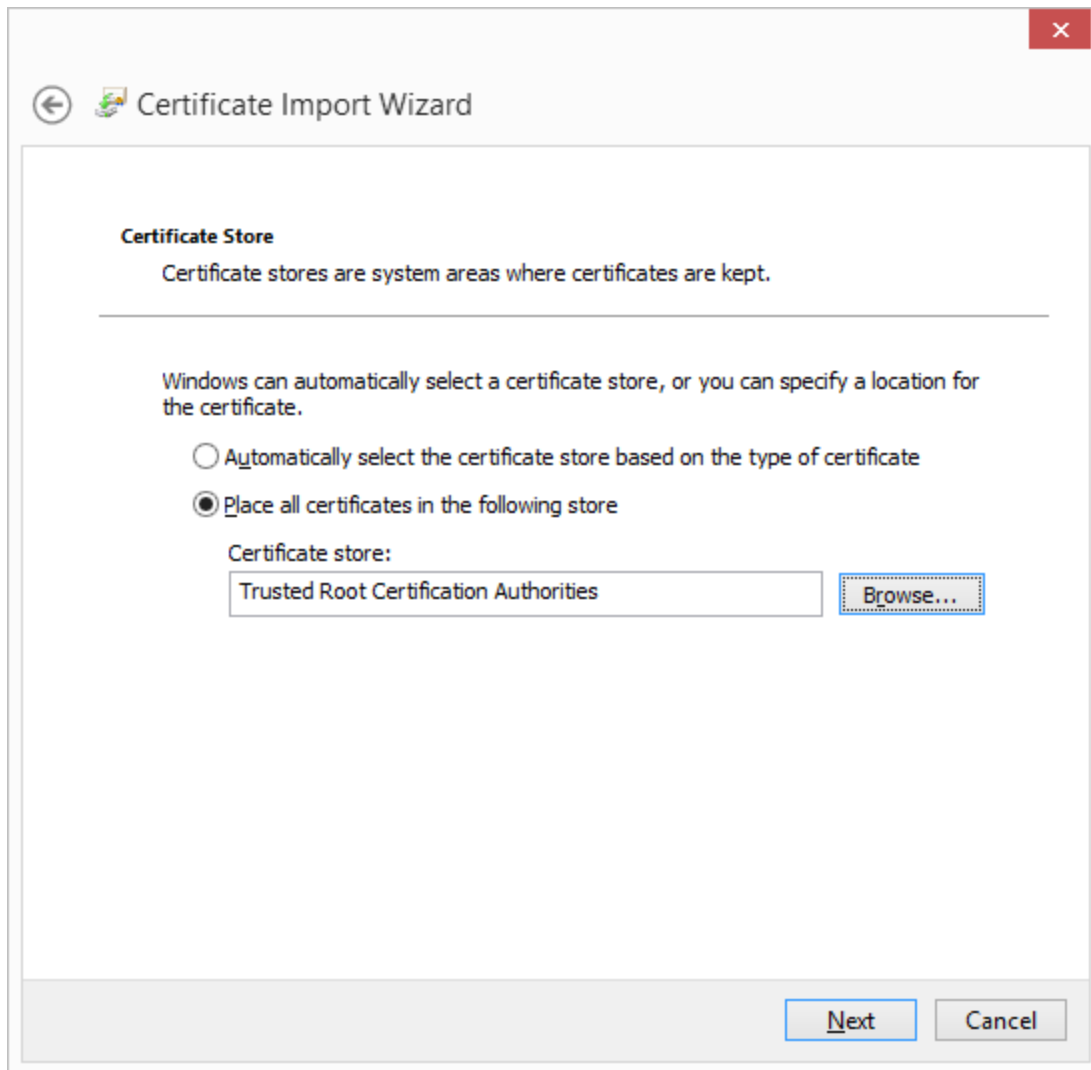 Certificate Import Wizard
Certificate Store
Certificate stores are system areas where certificates are kept.
Windows can automatically select a certificate store, or you can specify a location for
the certificate.
Automatically select the certificate store based on the type of certificate
Place all certificates in the following store
Certificate store:
Trusted Root Certification Authorities
Browse...
Next
Cancel